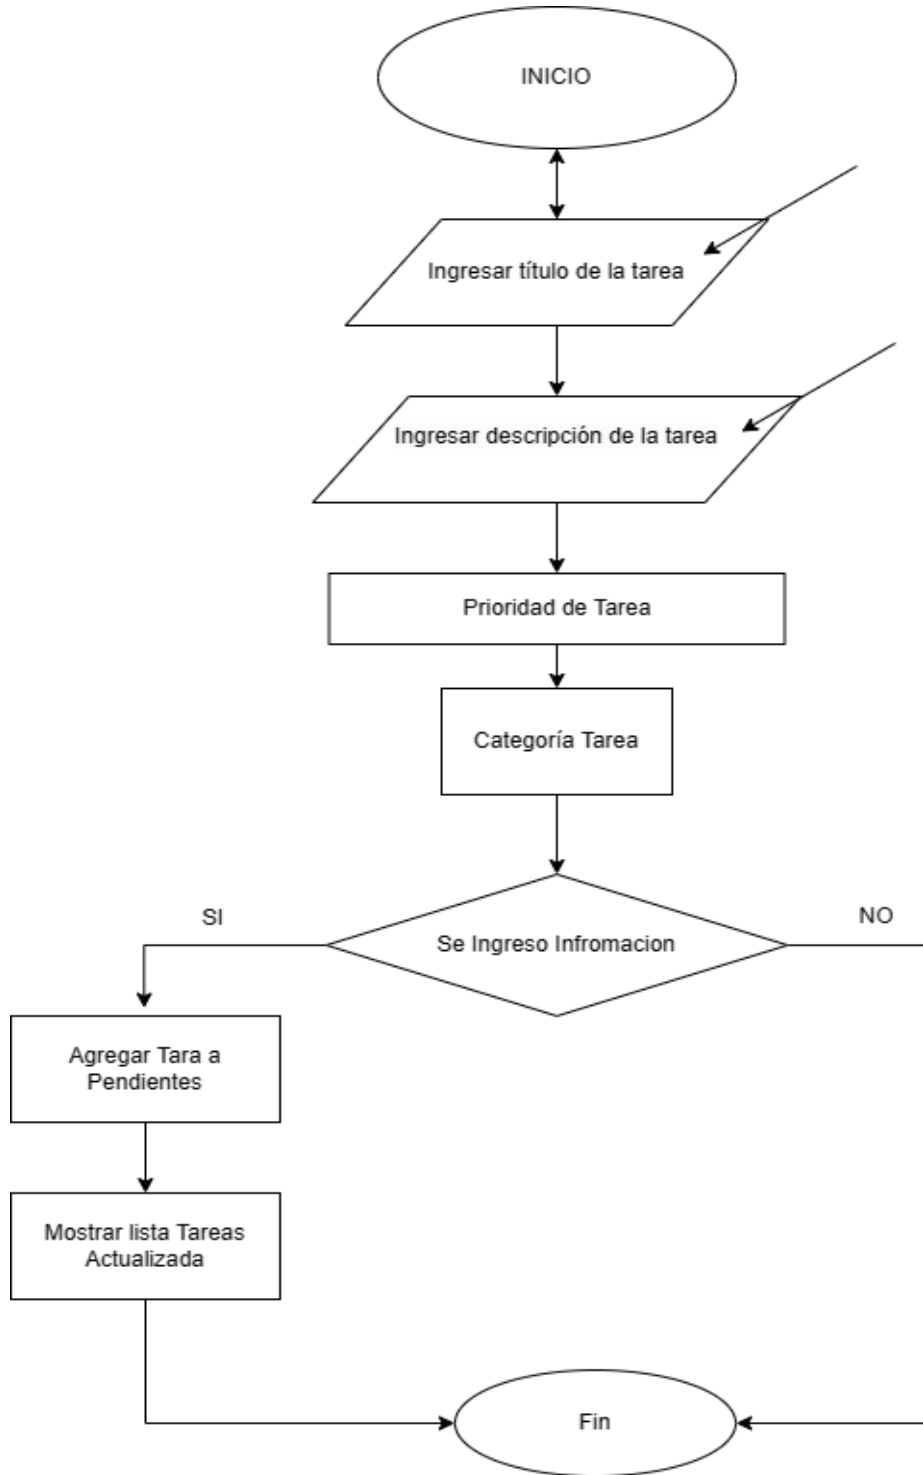 INICIO
Ingresar título de la tarea
Ingresar descripción de la tarea
Prioridad de Tarea
Categoría Tarea
SI
Se Ingreso Infromacion
NO
Agregar Tara a
Pendientes
Mostrar lista Tareas
Actualizada
Fin